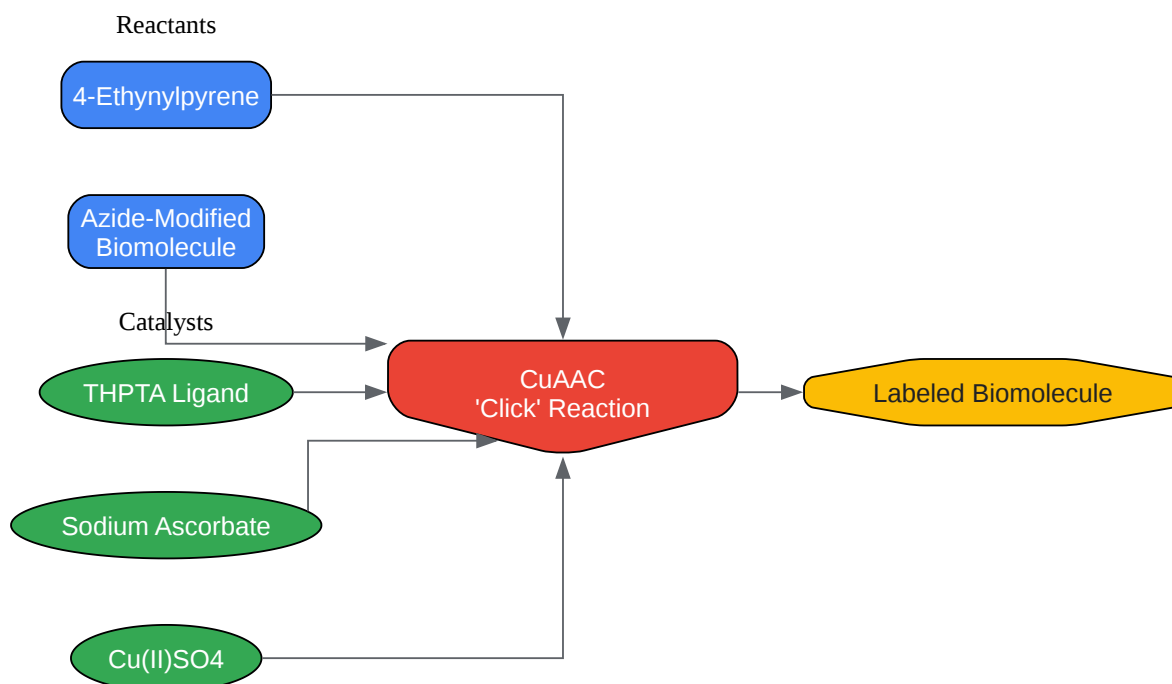 Reactants
4-Ethynylpyrene
Azide-Modified
Biomolecule
Catalysts
THPTA Ligand
CuAAC
'Click' Reaction
Labeled Biomolecule
Sodium Ascorbate
Cu(II)SO4